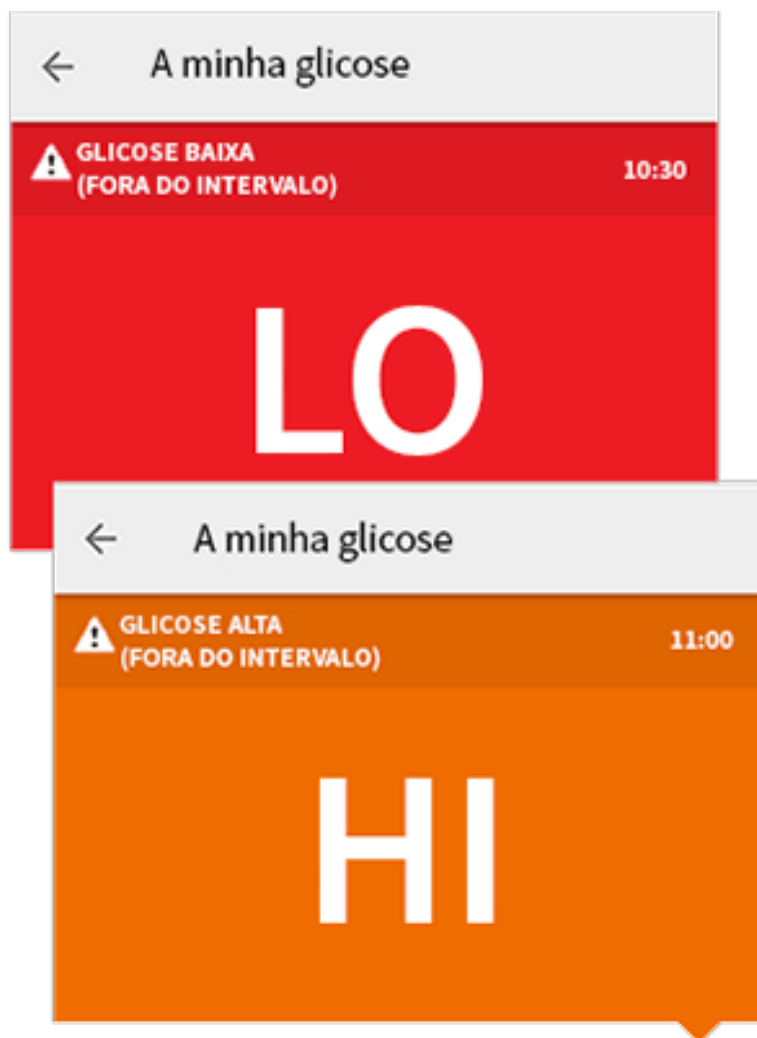 A minha glicose
GLICOSE BAIXA
(FORA DO INTERVALO)
10:30
LO
A minha glicose
GLICOSE ALTA
(FORA DO INTERVALO)
11:00
HI